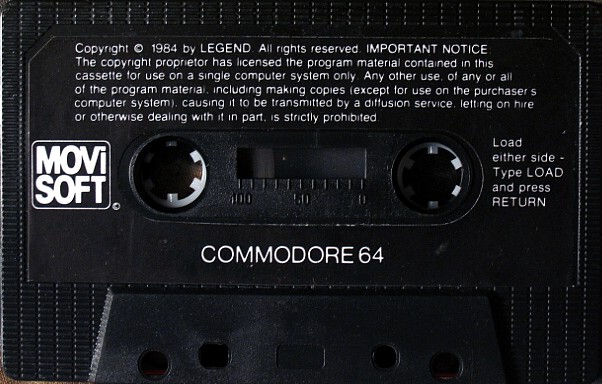 Copyright © 1984 by LEGEND. All rights reserved. IMPORTANT NOTICE
The copyright proprietor has licensed the program material contained in this
cassette for use on a single computer system only. Any other use, of any or all
of the program material, including making copies (except for use on the purchaser's
computer system), causing it to be transmitted by a diffusion service, letting on hire
or otherwise dealing with it in part, is strictly prohibited.
MOVi
SOFT
©
100 50 0
Load
either side -
Type LOAD
and press
RETURN
COMMODORE 64